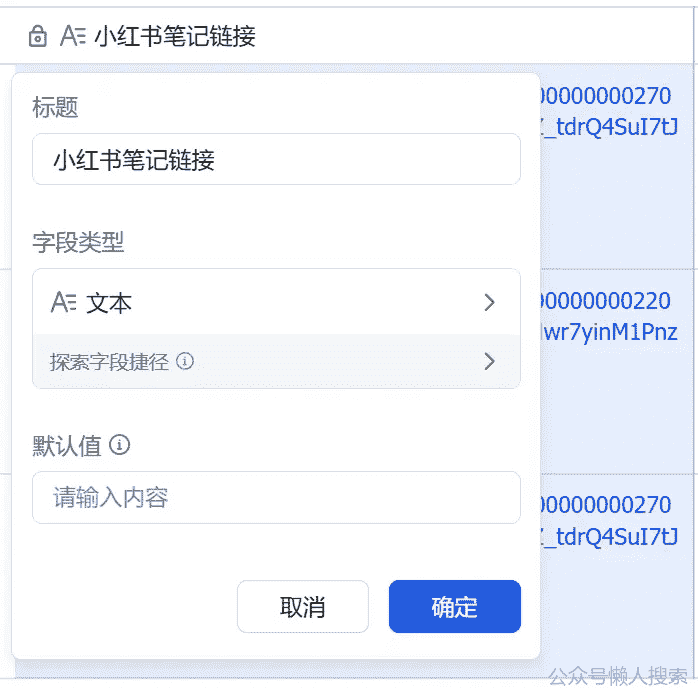 小红书笔记链接
标题
小红书笔记链接
字段类型
文本
探索字段捷径
默认值
请输入内容
取消
确定
00000000270
_tdrQ4SuI7tJ
00000000220
wr7yinM1Pnz
00000000270
_tdrQ4SuI7tJ
公众号懒人搜索